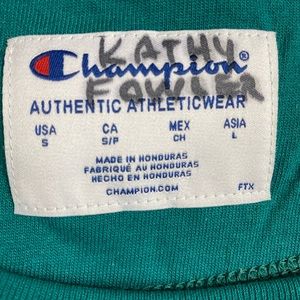 KATHY
Champion®
FOWLER
AUTHENTIC ATHLETICWEAR
USA CA MEX ASIA
S S/P CH L
MADE IN HONDURAS
FABRIQUÉ AU HONDURAS
HECHO EN HONDURAS
CHAMPION.COM FTX